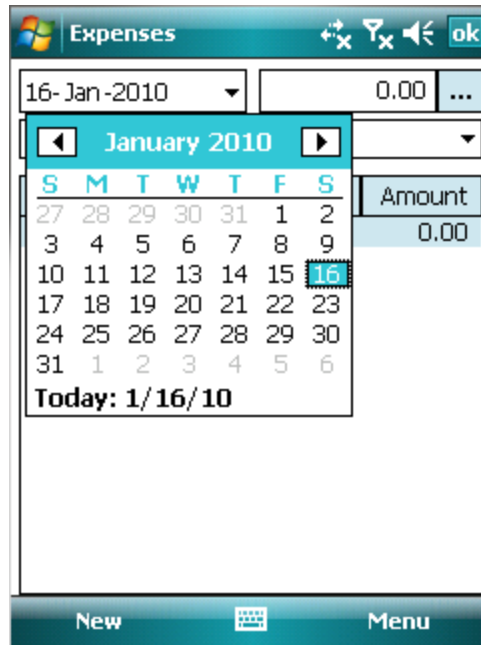 Expenses ok
16-Jan-2010 0.00 ...
January 2010
S M T W T F S
Amount
27 28 29 30 31 1 2
0.00
3 4 5 6 7 8 9
10 11 12 13 14 15 16
17 18 19 20 21 22 23
24 25 26 27 28 29 30
31 1 2 3 4 5 6
Today: 1/16/10
New Menu